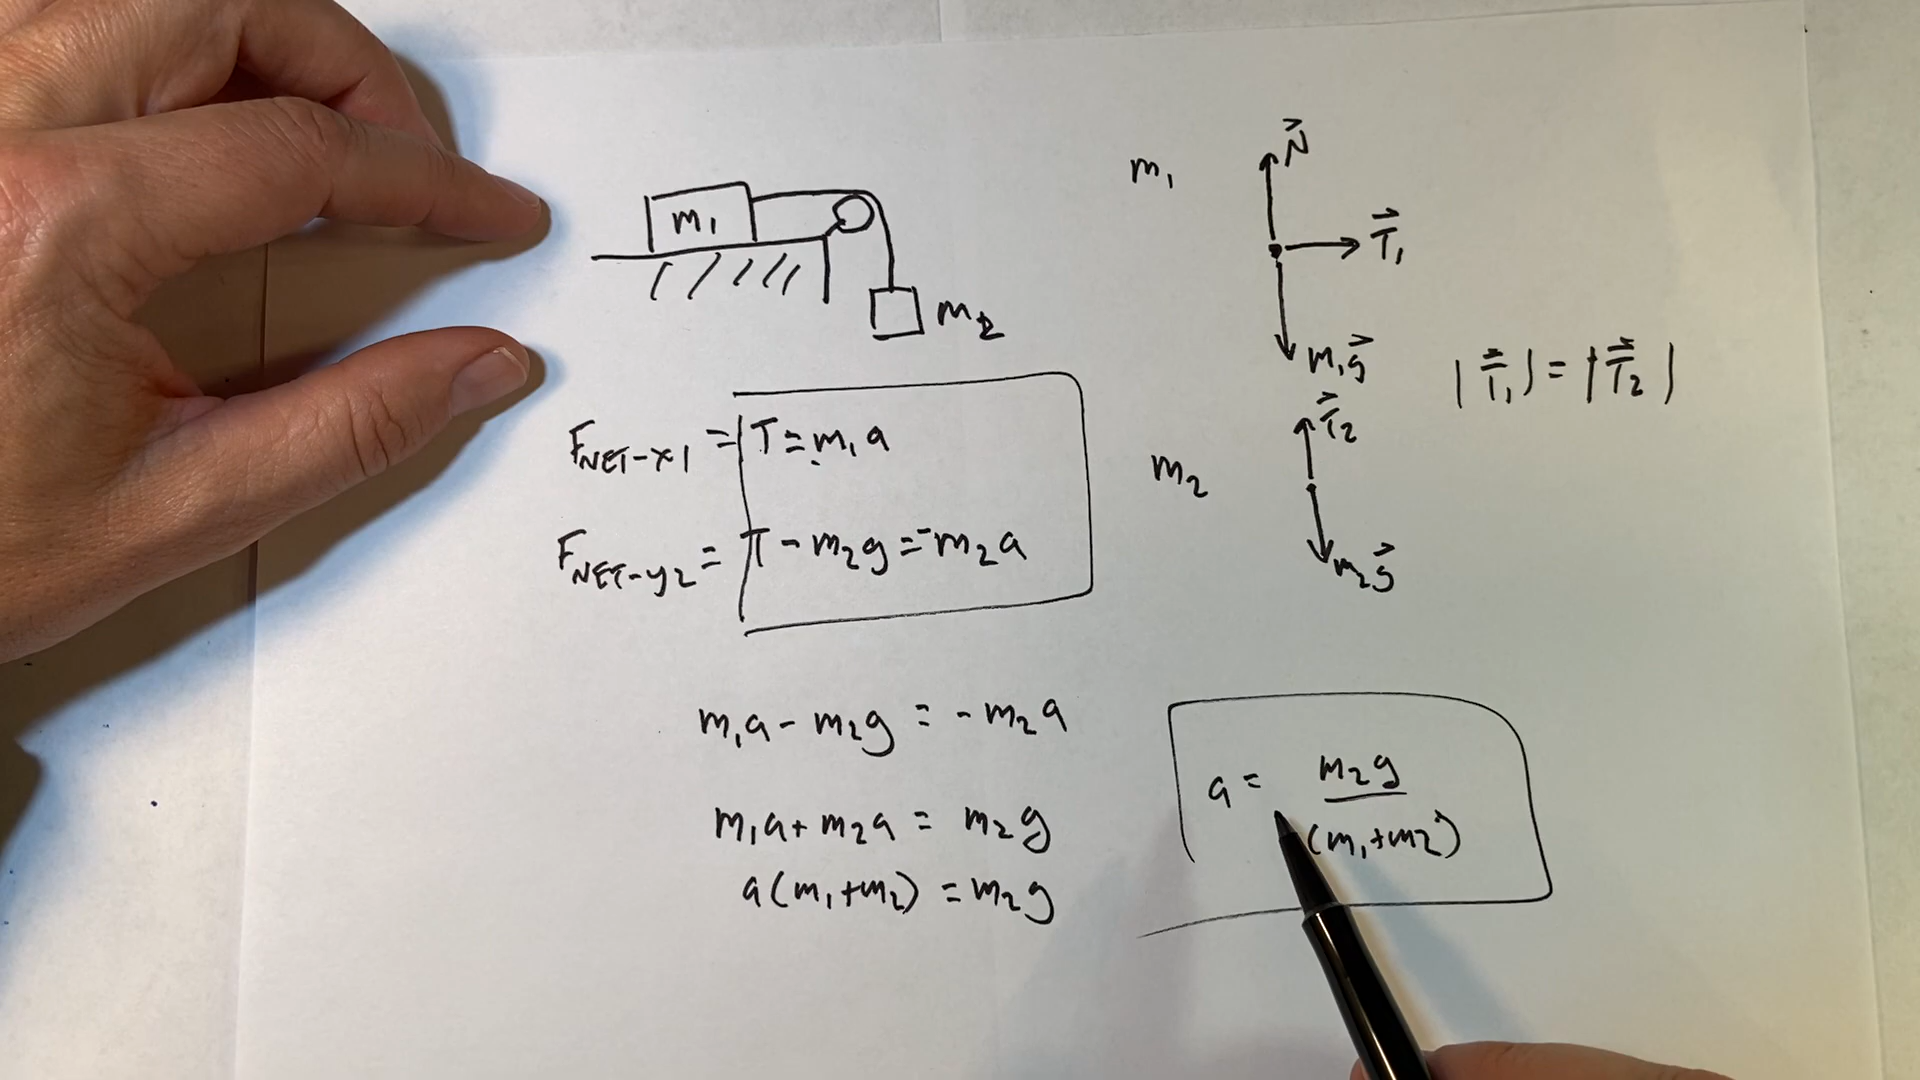 m₁
m₂
F_NET-x1 = T = m₁a
F_NET-y2 = T - m₂g = -m₂a
m₁a - m₂g = -m₂a
m₁a + m₂a = m₂g
a(m₁+m₂) = m₂g
m₁
N⃗
T⃗₁
m₁g⃗
|T⃗₁| = |T⃗₂|
T⃗₂
m₂
m₂g⃗
a = m₂g / (m₁+m₂)